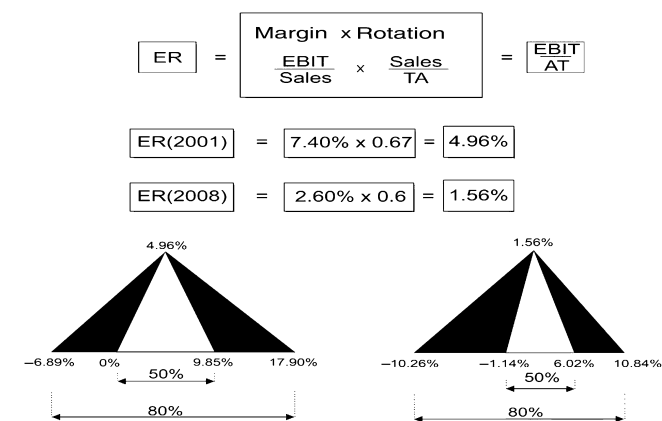 Margin x Rotation
ER = EBIT/Sales x Sales/TA = EBIT/AT
ER(2001) = 7.40% x 0.67 = 4.96%
ER(2008) = 2.60% x 0.6 = 1.56%
4.96%
−6.89% 0% 9.85% 17.90%
50%
80%
1.56%
−10.26% −1.14% 6.02% 10.84%
50%
80%